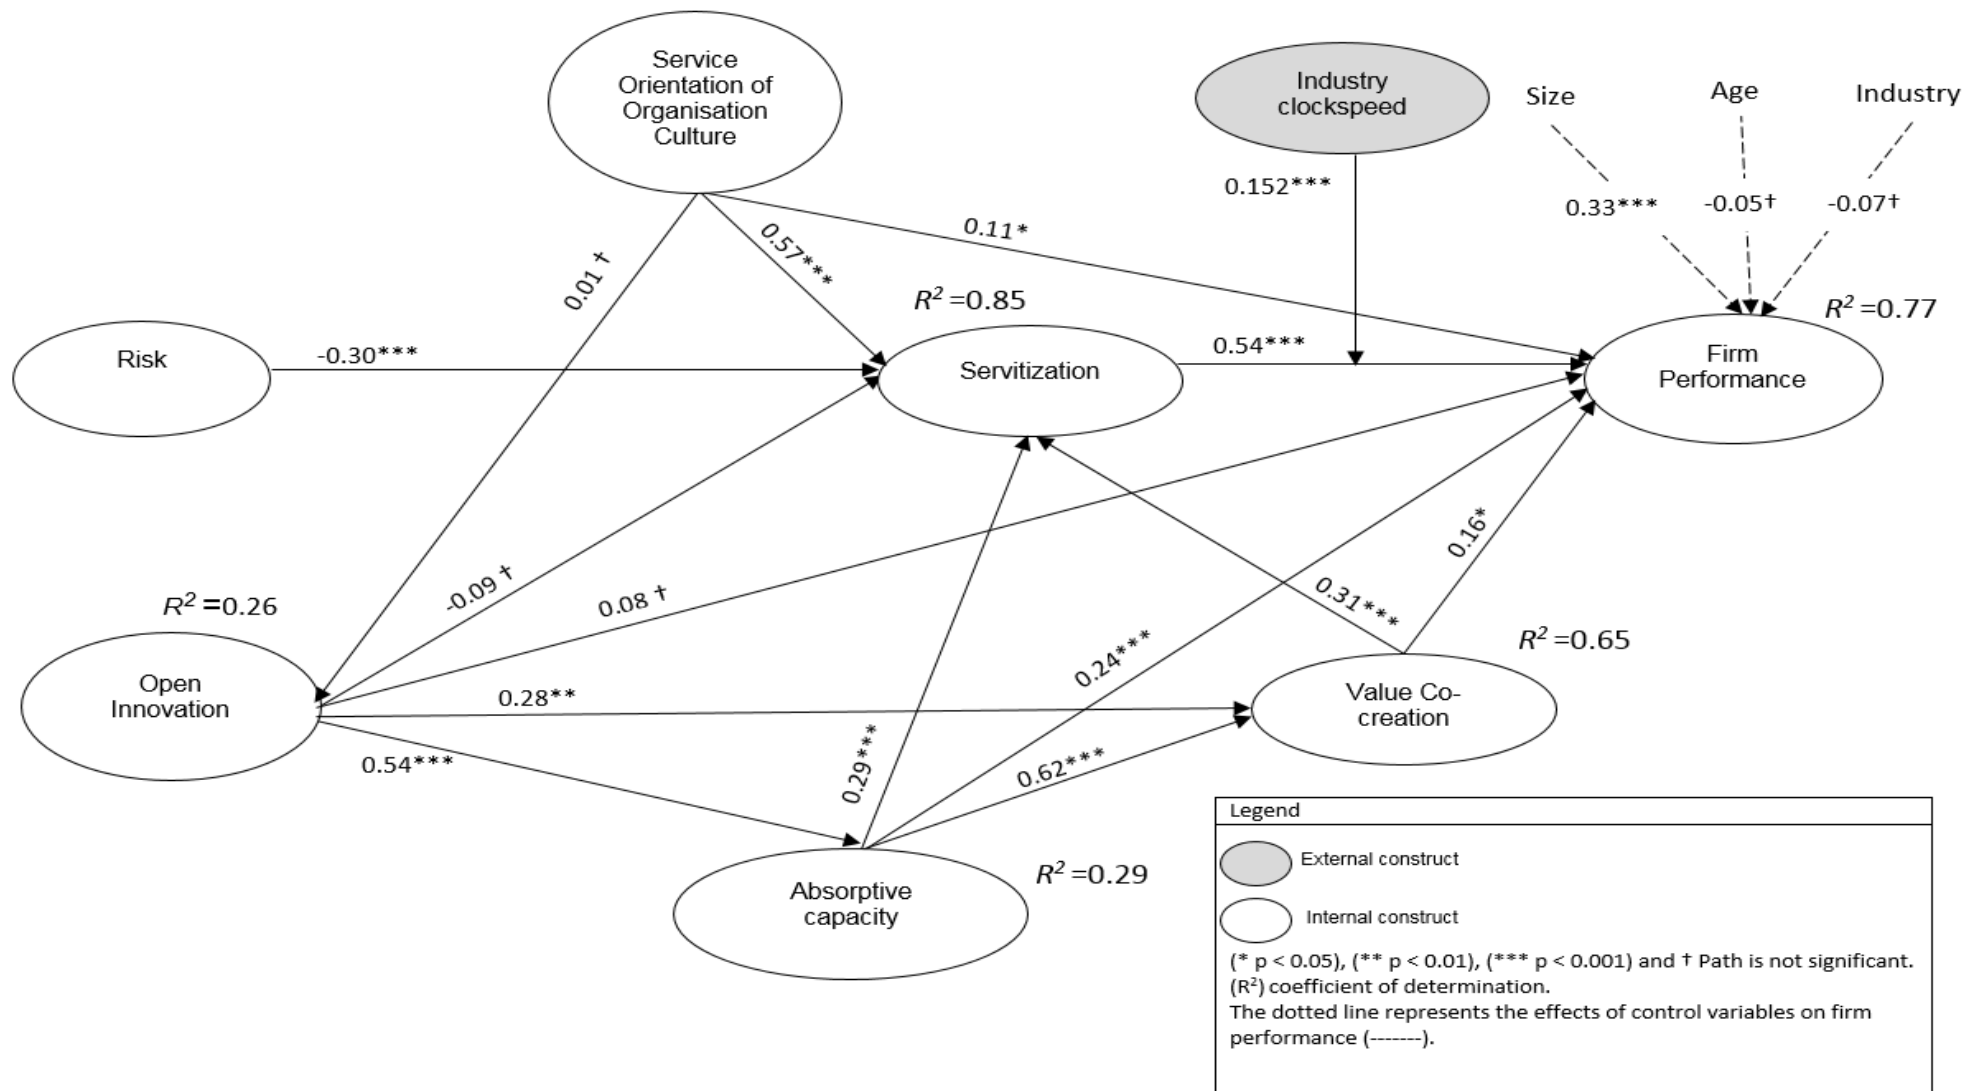 Service
Orientation of
Organisation
Culture
Industry
clockspeed
Size
Age
Industry
0.152***
0.33***
-0.05†
-0.07†
0.11*
0.57***
0.01 †
R² =0.85
R² =0.77
Risk
-0.30***
Servitization
0.54***
Firm
Performance
-0.09 †
0.08 †
0.16*
0.31***
R² =0.26
R² =0.65
Open
Innovation
0.28**
0.24***
Value Co-
creation
0.54***
0.29***
0.62***
Absorptive
capacity
R² =0.29
Legend
External construct
Internal construct
(* p < 0.05), (** p < 0.01), (*** p < 0.001) and † Path is not significant.
(R²) coefficient of determination.
The dotted line represents the effects of control variables on firm
performance (-------).